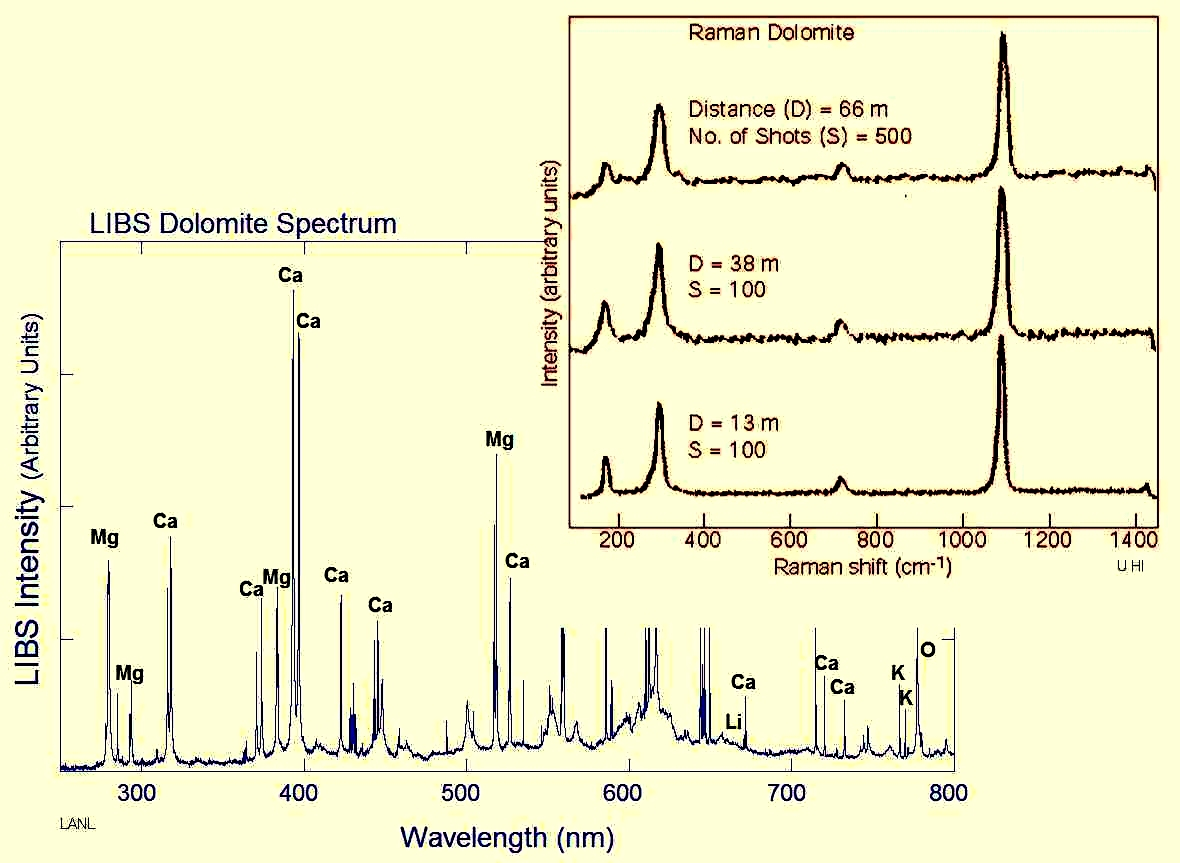 Raman Dolomite
Distance (D) = 66 m
No. of Shots (S) = 500
D = 38 m
S = 100
D = 13 m
S = 100
Intensity (arbitrary units)
200 400 600 800 1000 1200 1400
Raman shift (cm-1)
U HI
LIBS Dolomite Spectrum
LIBS Intensity (Arbitrary Units)
Mg
Mg
Ca
Ca
Mg
Ca
Ca
Ca
Ca
Mg
Ca
Ca
Li
Ca
Ca
K
K
O
300 400 500 600 700 800
Wavelength (nm)
LANL